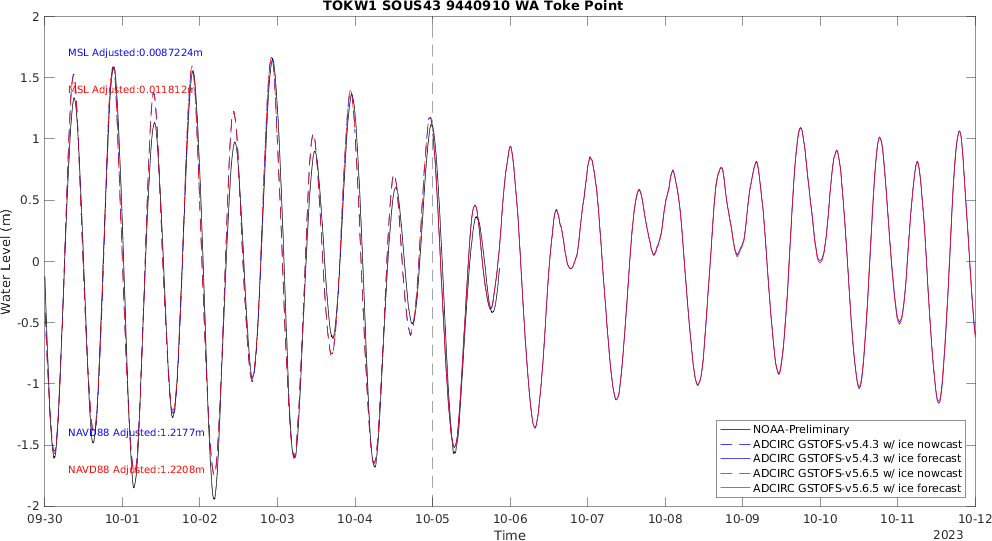 TOKW1 SOUS43 9440910 WA Toke Point
MSL Adjusted:0.0087224m
MSL Adjusted:0.011812m
NAVD88 Adjusted:1.2177m
NAVD88 Adjusted:1.2208m
Water Level (m)
2
1.5
1
0.5
0
-0.5
-1
-1.5
-2
09-30 10-01 10-02 10-03 10-04 10-05 10-06 10-07 10-08 10-09 10-10 10-11 10-12
Time
2023
NOAA-Preliminary
ADCIRC GSTOFS-v5.4.3 w/ ice nowcast
ADCIRC GSTOFS-v5.4.3 w/ ice forecast
ADCIRC GSTOFS-v5.6.5 w/ ice nowcast
ADCIRC GSTOFS-v5.6.5 w/ ice forecast